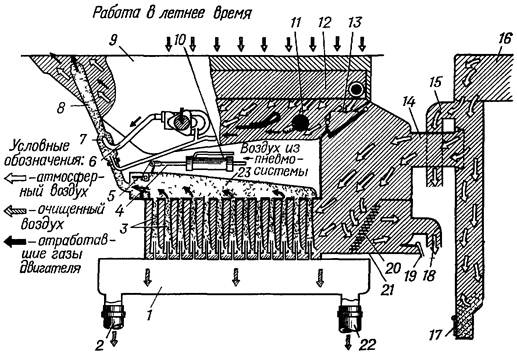 Работа в летнее время
9
10
11
12
13
16
15
14
8
7
6
Воздух из
пневмо-
системы
Условные
обозначения:
– атмосфер-
ный воздух
– очищенный
воздух
– отработав-
шие газы
двигателя
5
4
23
3
20
21
19
18
17
1
2
22